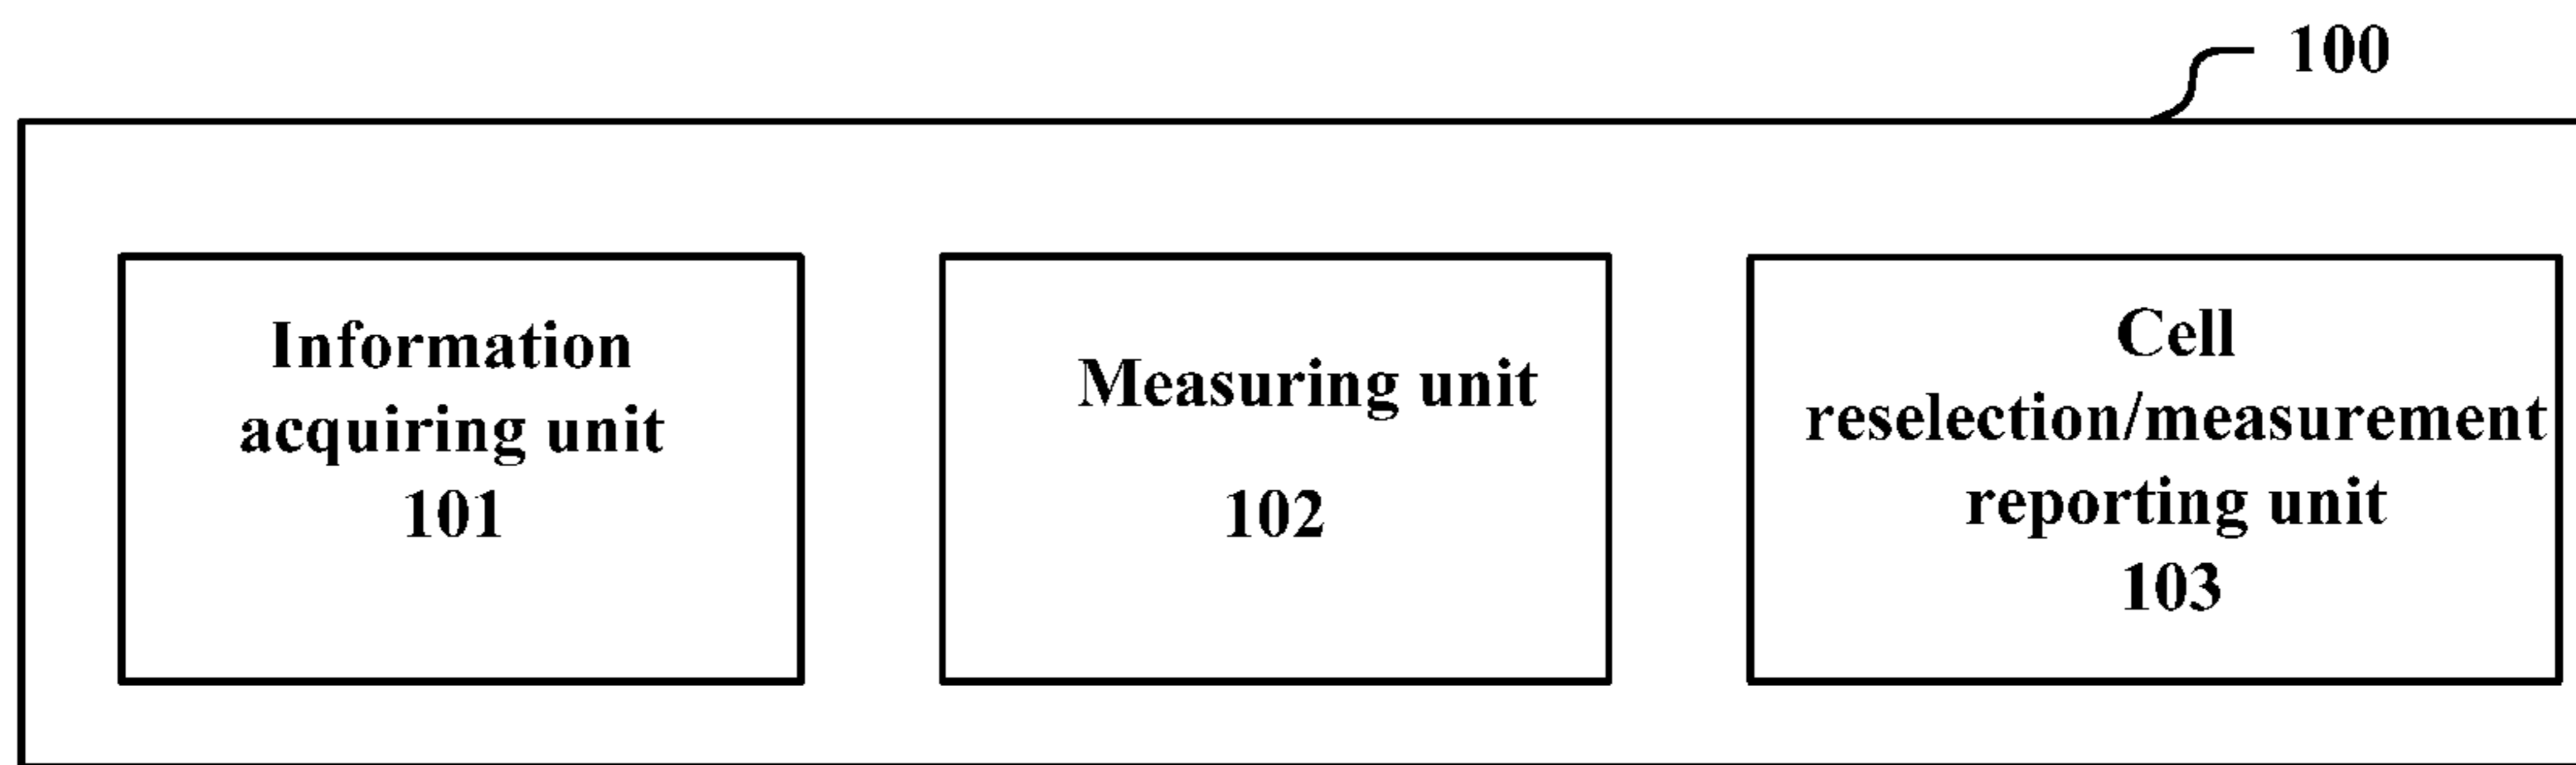 100
Information
acquiring unit
101
Measuring unit
102
Cell
reselection/measurement
reporting unit
103